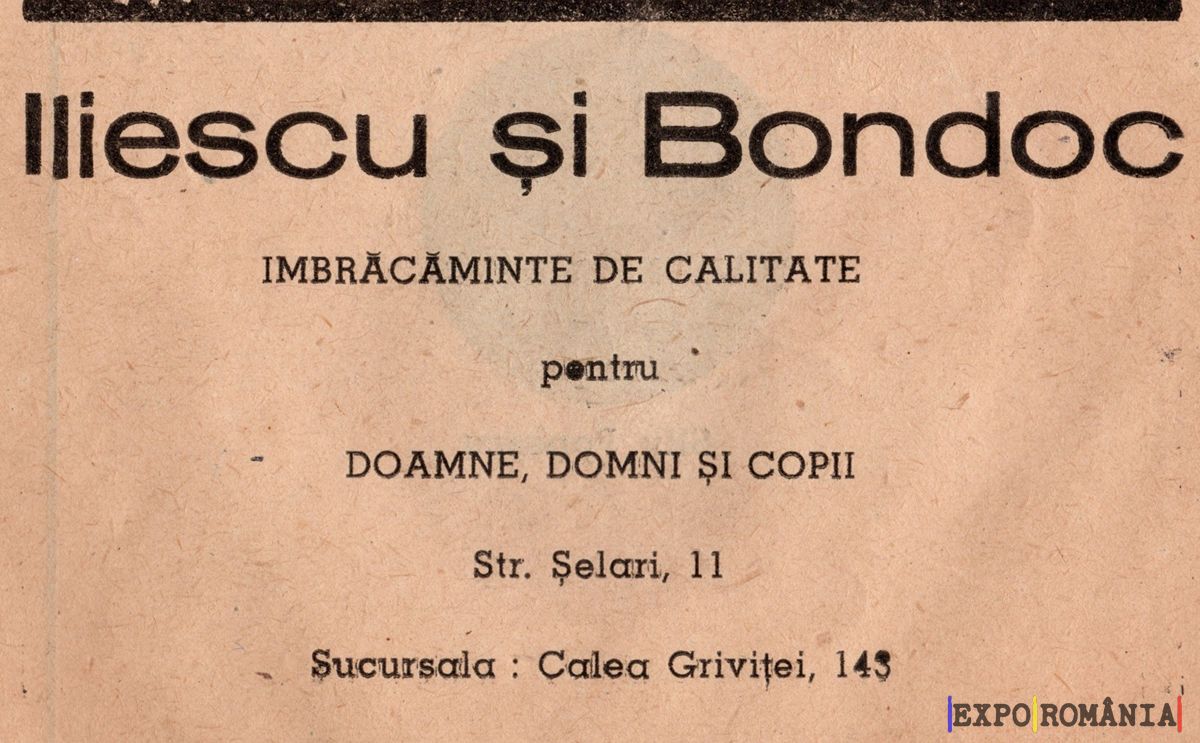 Iliescu și Bondoc
IMBRĂCĂMINTE DE CALITATE
pentru
DOAMNE, DOMNI ȘI COPII
Str. Șelari, 11
Sucursala : Calea Griviței, 143
|EXPO|ROMÂNIA|